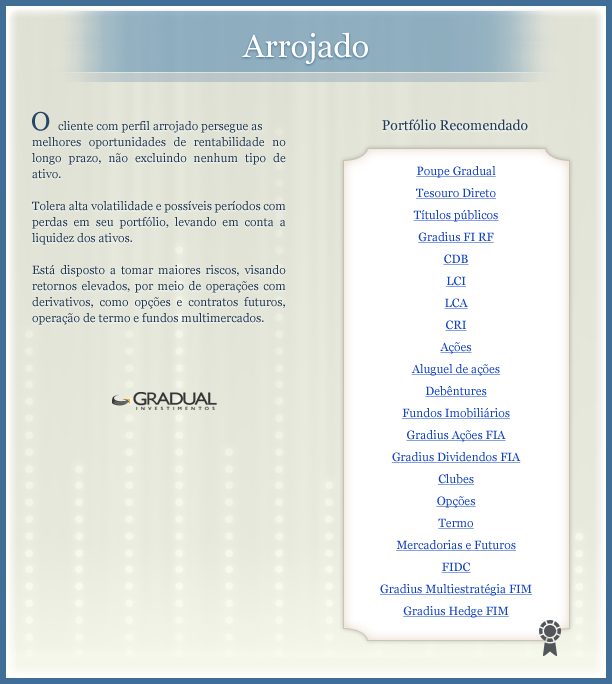 Arrojado
O cliente com perfil arrojado persegue as
melhores oportunidades de rentabilidade no
longo prazo, não excluindo nenhum tipo de
ativo.
Tolera alta volatilidade e possíveis períodos com
perdas em seu portfólio, levando em conta a
liquidez dos ativos.
Está disposto a tomar maiores riscos, visando
retornos elevados, por meio de operações com
derivativos, como opções e contratos futuros,
operação de termo e fundos multimercados.
GRADUAL
INVESTIMENTOS
Portfólio Recomendado
Poupe Gradual
Tesouro Direto
Títulos públicos
Gradius FI RF
CDB
LCI
LCA
CRI
Ações
Aluguel de ações
Debêntures
Fundos Imobiliários
Gradius Ações FIA
Gradius Dividendos FIA
Clubes
Opções
Termo
Mercadorias e Futuros
FIDC
Gradius Multiestratégia FIM
Gradius Hedge FIM